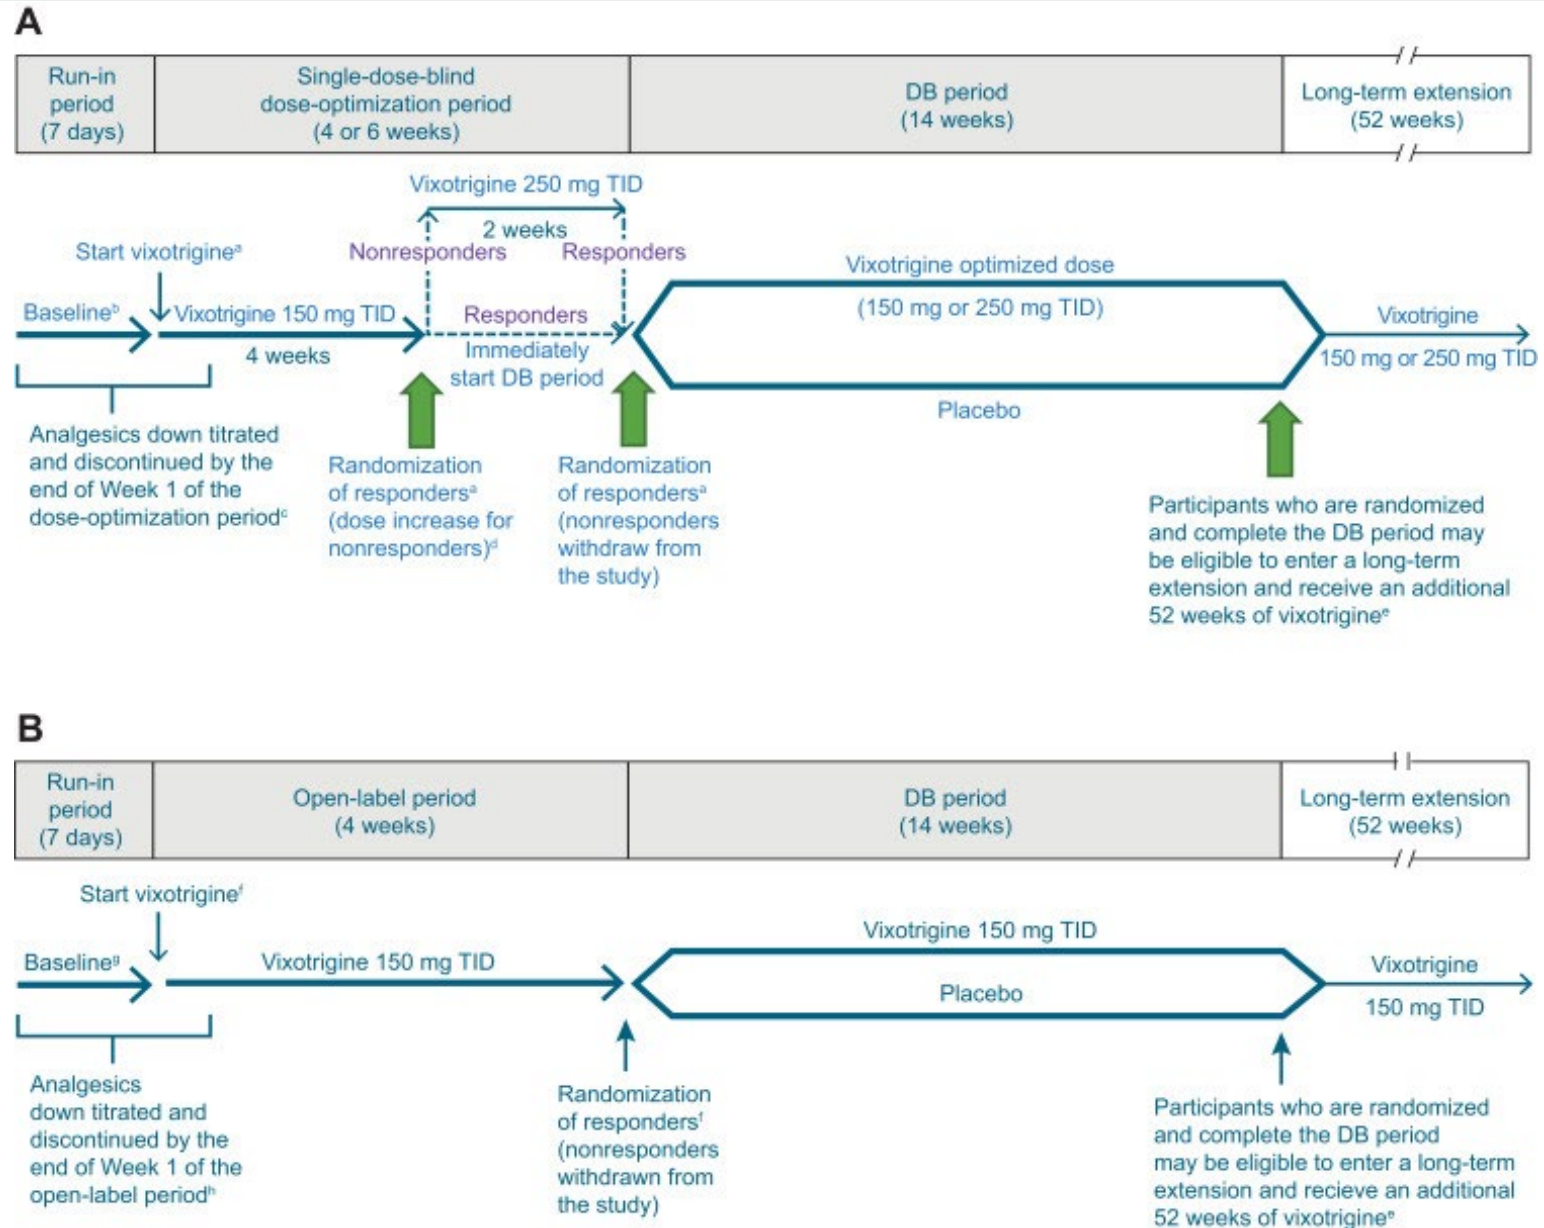 A
Run-in
period
(7 days)
Single-dose-blind
dose-optimization period
(4 or 6 weeks)
DB period
(14 weeks)
Long-term extension
(52 weeks)
Vixotrigine 250 mg TID
2 weeks
Nonresponders
Responders
Start vixotrigineᵃ
Baselineᵇ
Vixotrigine 150 mg TID
4 weeks
Responders
Immediately
start DB period
Vixotrigine optimized dose
(150 mg or 250 mg TID)
Placebo
Vixotrigine
150 mg or 250 mg TID
Analgesics down titrated
and discontinued by the
end of Week 1 of the
dose-optimization periodᶜ
Randomization
of respondersᵃ
(dose increase for
nonresponders)ᵈ
Randomization
of respondersᵃ
(nonresponders
withdraw from
the study)
Participants who are randomized
and complete the DB period may
be eligible to enter a long-term
extension and receive an additional
52 weeks of vixotrigineᵉ
B
Run-in
period
(7 days)
Open-label period
(4 weeks)
DB period
(14 weeks)
Long-term extension
(52 weeks)
Start vixotrigineᶠ
Baselineᵍ
Vixotrigine 150 mg TID
Vixotrigine 150 mg TID
Placebo
Vixotrigine
150 mg TID
Analgesics
down titrated and
discontinued by the
end of Week 1 of the
open-label periodʰ
Randomization
of respondersᶠ
(nonresponders
withdrawn from
the study)
Participants who are randomized
and complete the DB period
may be eligible to enter a long-term
extension and recieve an additional
52 weeks of vixotrigineᵉ